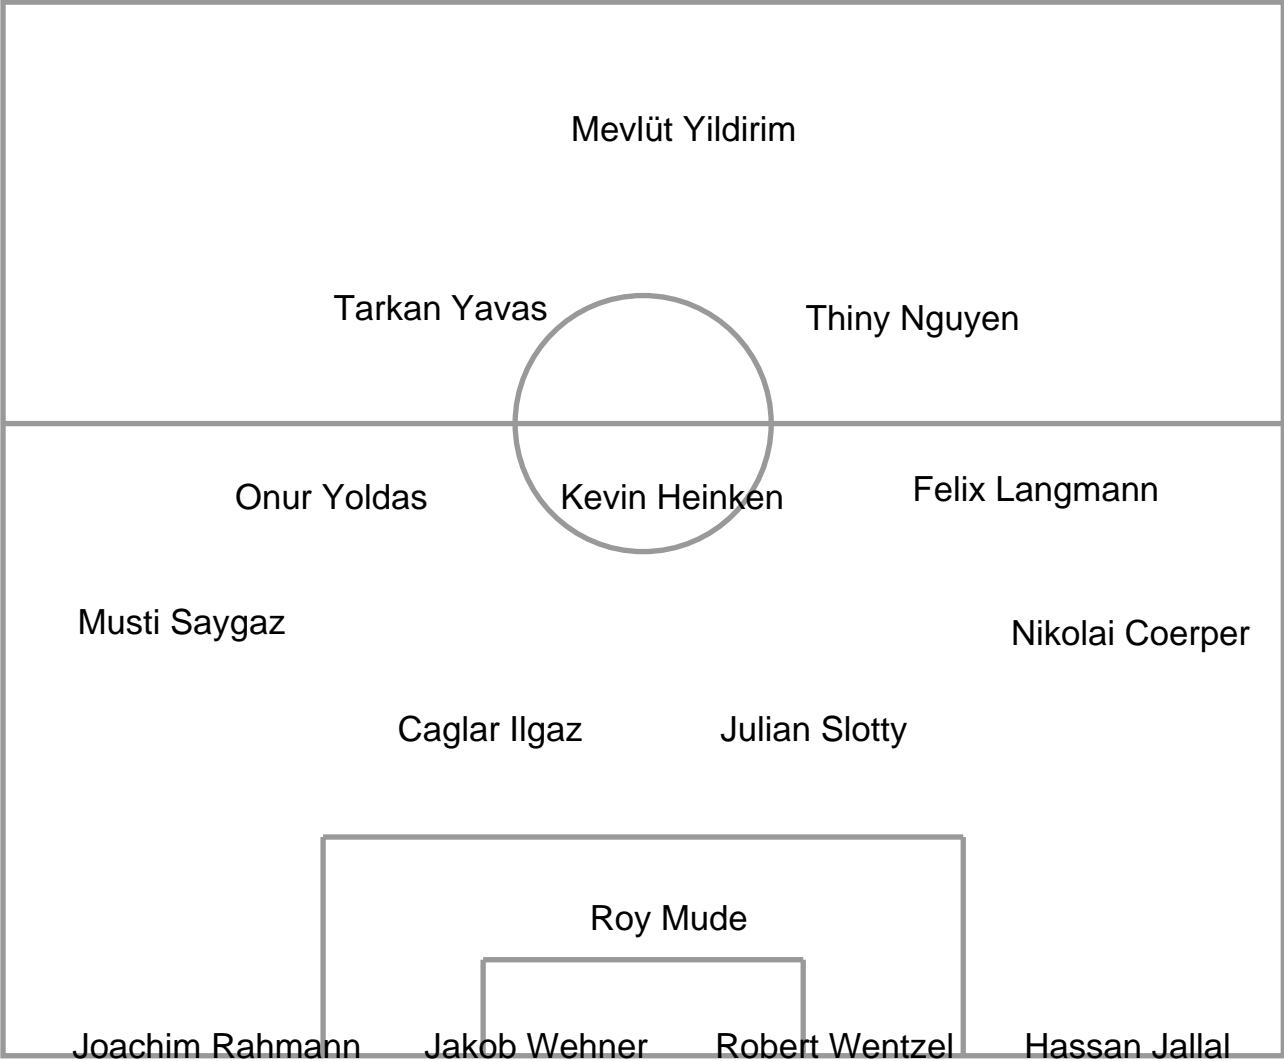 Mevlüt Yildirim
Tarkan Yavas
Thiny Nguyen
Onur Yoldas
Kevin Heinken
Felix Langmann
Musti Saygaz
Nikolai Coerper
Caglar Ilgaz
Julian Slotty
Roy Mude
Joachim Rahmann
Jakob Wehner
Robert Wentzel
Hassan Jallal